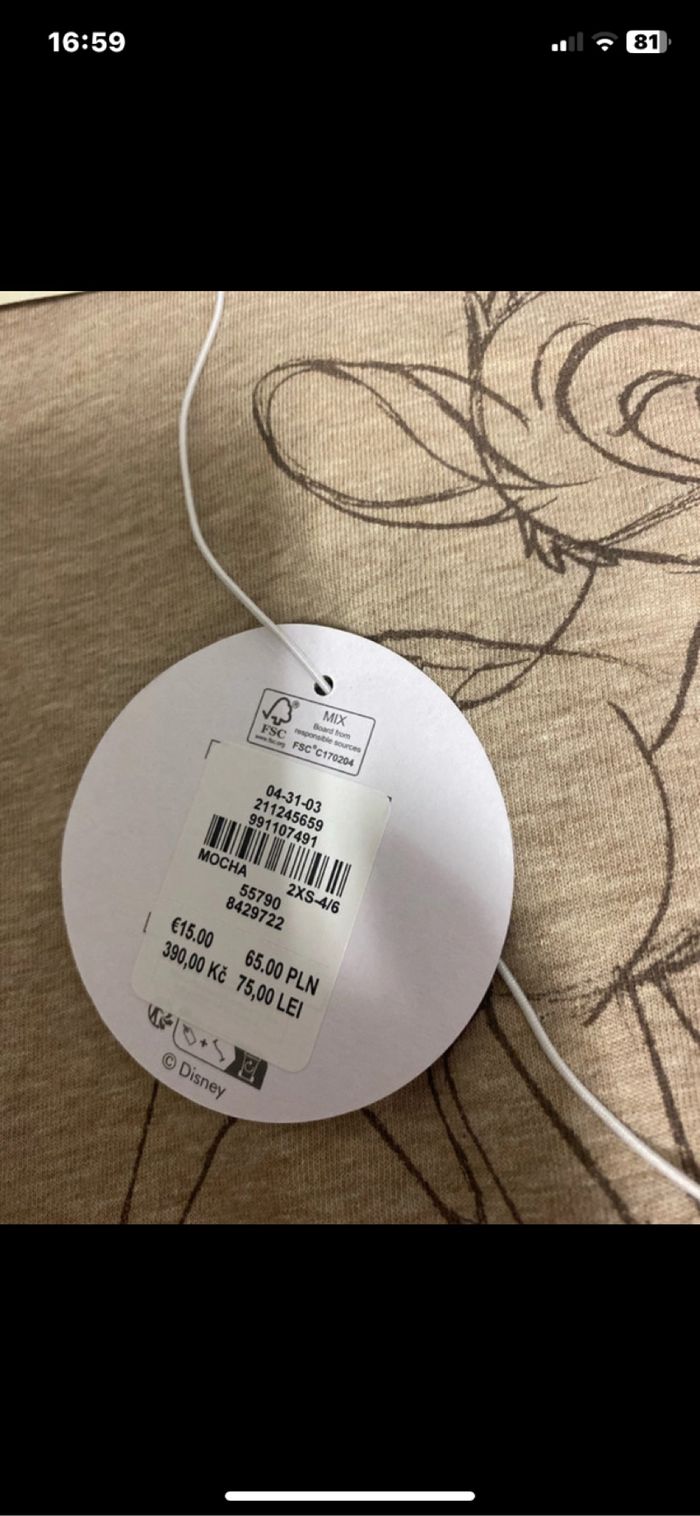 16:59
81
MIX
Board from
responsible sources
FSC® C170204
FSC®
www.fsc.org
04-31-03
211245659
991107491
MOCHA 2XS-4/6
55790
8429722
€15.00 65.00 PLN
390,00 Kč 75,00 LEI
© Disney